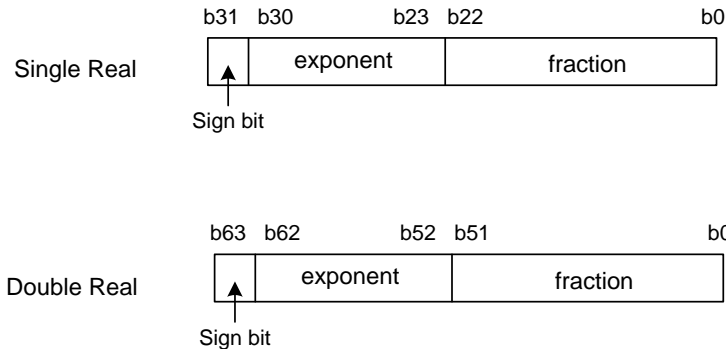 b31 b30 b23 b22 b0
Single Real exponent fraction
Sign bit
b63 b62 b52 b51 b0
Double Real exponent fraction
Sign bit